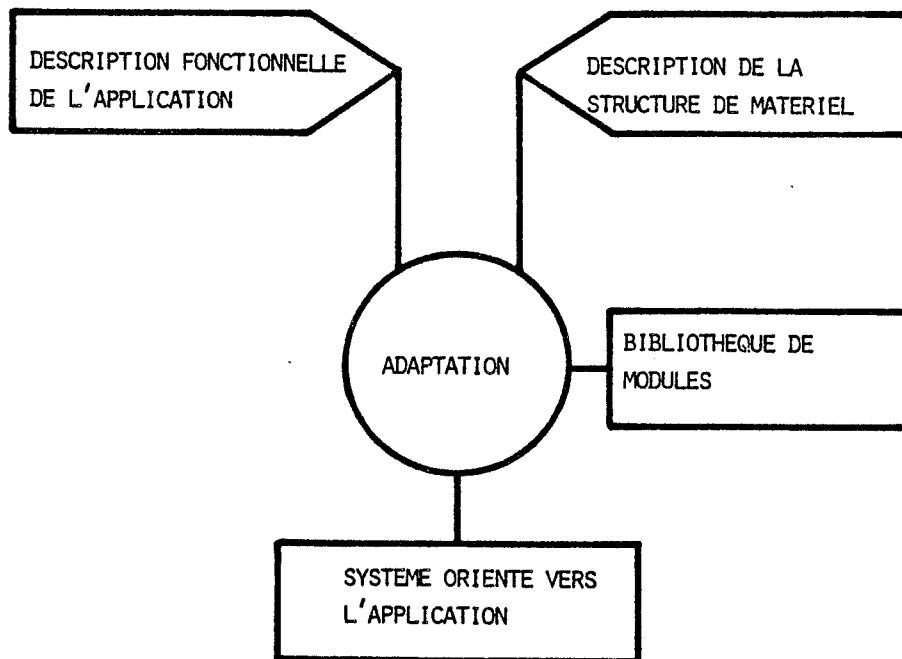 DESCRIPTION FONCTIONNELLE
DE L'APPLICATION
DESCRIPTION DE LA
STRUCTURE DE MATERIEL
ADAPTATION
BIBLIOTHEQUE DE
MODULES
SYSTEME ORIENTE VERS
L'APPLICATION